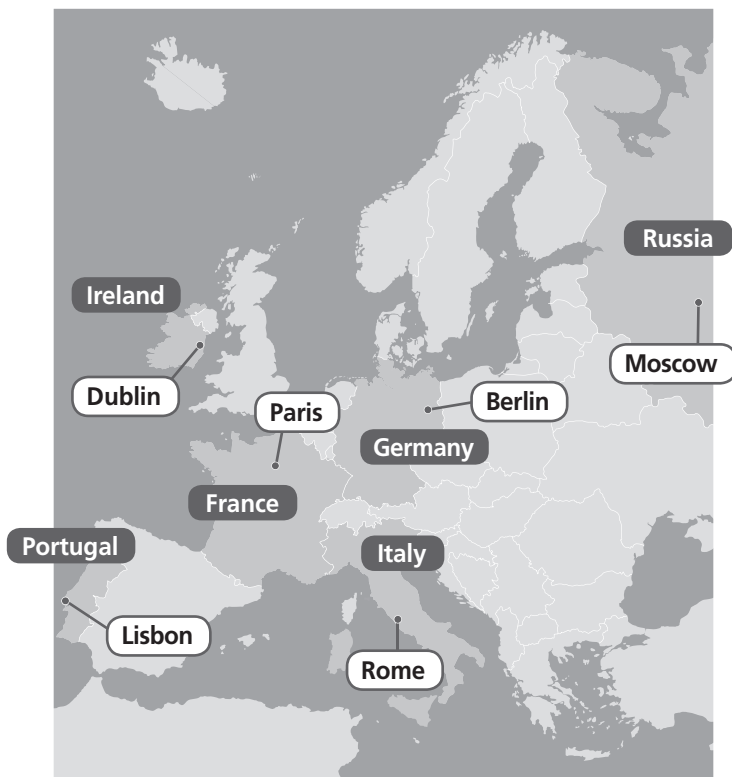 Russia
Ireland
Moscow
Dublin
Paris
Berlin
Germany
France
Portugal
Italy
Lisbon
Rome